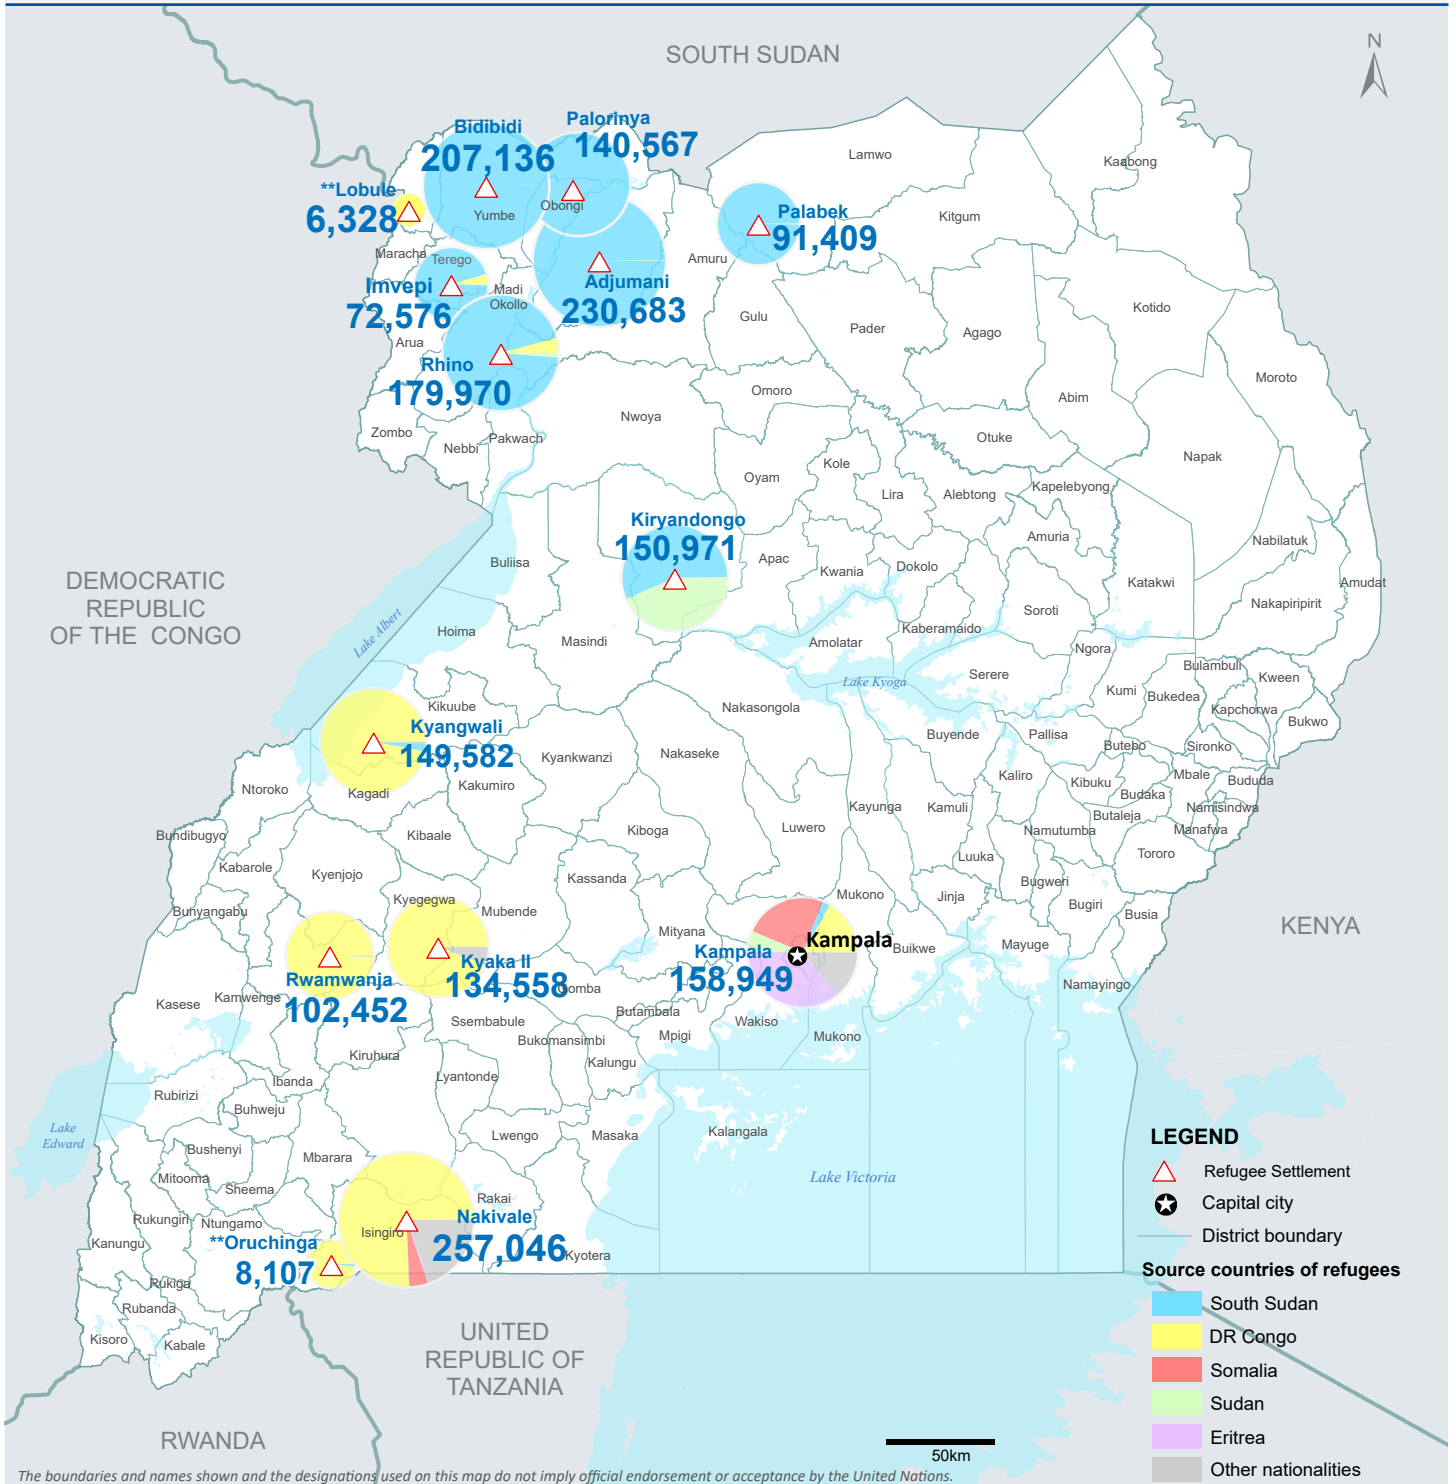 SOUTH SUDAN
N
Palorinya
140,567
Bidibidi
207,136
Lamwo
Kaabong
**Lobule
6,328
Obongi
Yumbe
Palabek
91,409
Kitgum
Maracha
Terego
Amuru
Imvepi
72,576
Madi
Okollo
Adjumani
230,683
Gulu
Pader
Agago
Kotido
Arua
Rhino
179,970
Moroto
Omoro
Abim
Nwoya
Zombo
Nebbi
Pakwach
Otuke
Napak
Kole
Oyam
Lira
Alebtong
Kapelebyong
Kiryandongo
150,971
Amuria
Nabilatuk
Buliisa
Apac
Kwania
Dokolo
Katakwi
Amudat
DEMOCRATIC
REPUBLIC
OF THE CONGO
Nakapiripirit
Lake Albert
Hoima
Masindi
Amolatar
Kaberamaido
Soroti
Ngora
Lake Kyoga
Serere
Bulambuli
Kween
Kumi
Bukedea
Kapchorwa
Bukwo
Kikuube
Kyangwali
149,582
Nakasongola
Buyende
Pallisa
Butebo
Sironko
Kyankwanzi
Nakaseke
Kaliro
Kibuku
Mbale
Bududa
Ntoroko
Kagadi
Kakumiro
Budaka
Namisindwa
Kayunga
Kamuli
Butaleja
Manafwa
Bundibugyo
Kibaale
Kiboga
Luwero
Namutumba
Tororo
Kabarole
Kyenjojo
Kassanda
Luuka
Bugweri
Kyegegwa
Mubende
Mukono
Jinja
Bugiri
Busia
Bunyangabu
KENYA
Mityana
Kampala
Kampala
158,949
Buikwe
Mayuge
Kyaka II
134,558
Rwamwanja
102,452
Gomba
Namayingo
Kasese
Kamwenge
Butambala
Ssembabule
Wakiso
Mpigi
Mukono
Bukomansimbi
Kiruhura
Kalungu
Ibanda
Lyantonde
Rubirizi
Buhweju
Lake
Edward
Lwengo
Masaka
Kalangala
Bushenyi
Mbarara
Lake Victoria
Mitooma
Sheema
Rakai
Nakivale
257,046
Rukungiri
Ntungamo
Isingiro
Kanungu
**Oruchinga
8,107
Kyotera
Rukiga
Rubanda
Kisoro
Kabale
UNITED
REPUBLIC OF
TANZANIA
RWANDA
LEGEND
Refugee Settlement
Capital city
District boundary
Source countries of refugees
South Sudan
DR Congo
Somalia
Sudan
Eritrea
Other nationalities
50km
The boundaries and names shown and the designations used on this map do not imply official endorsement or acceptance by the United Nations.